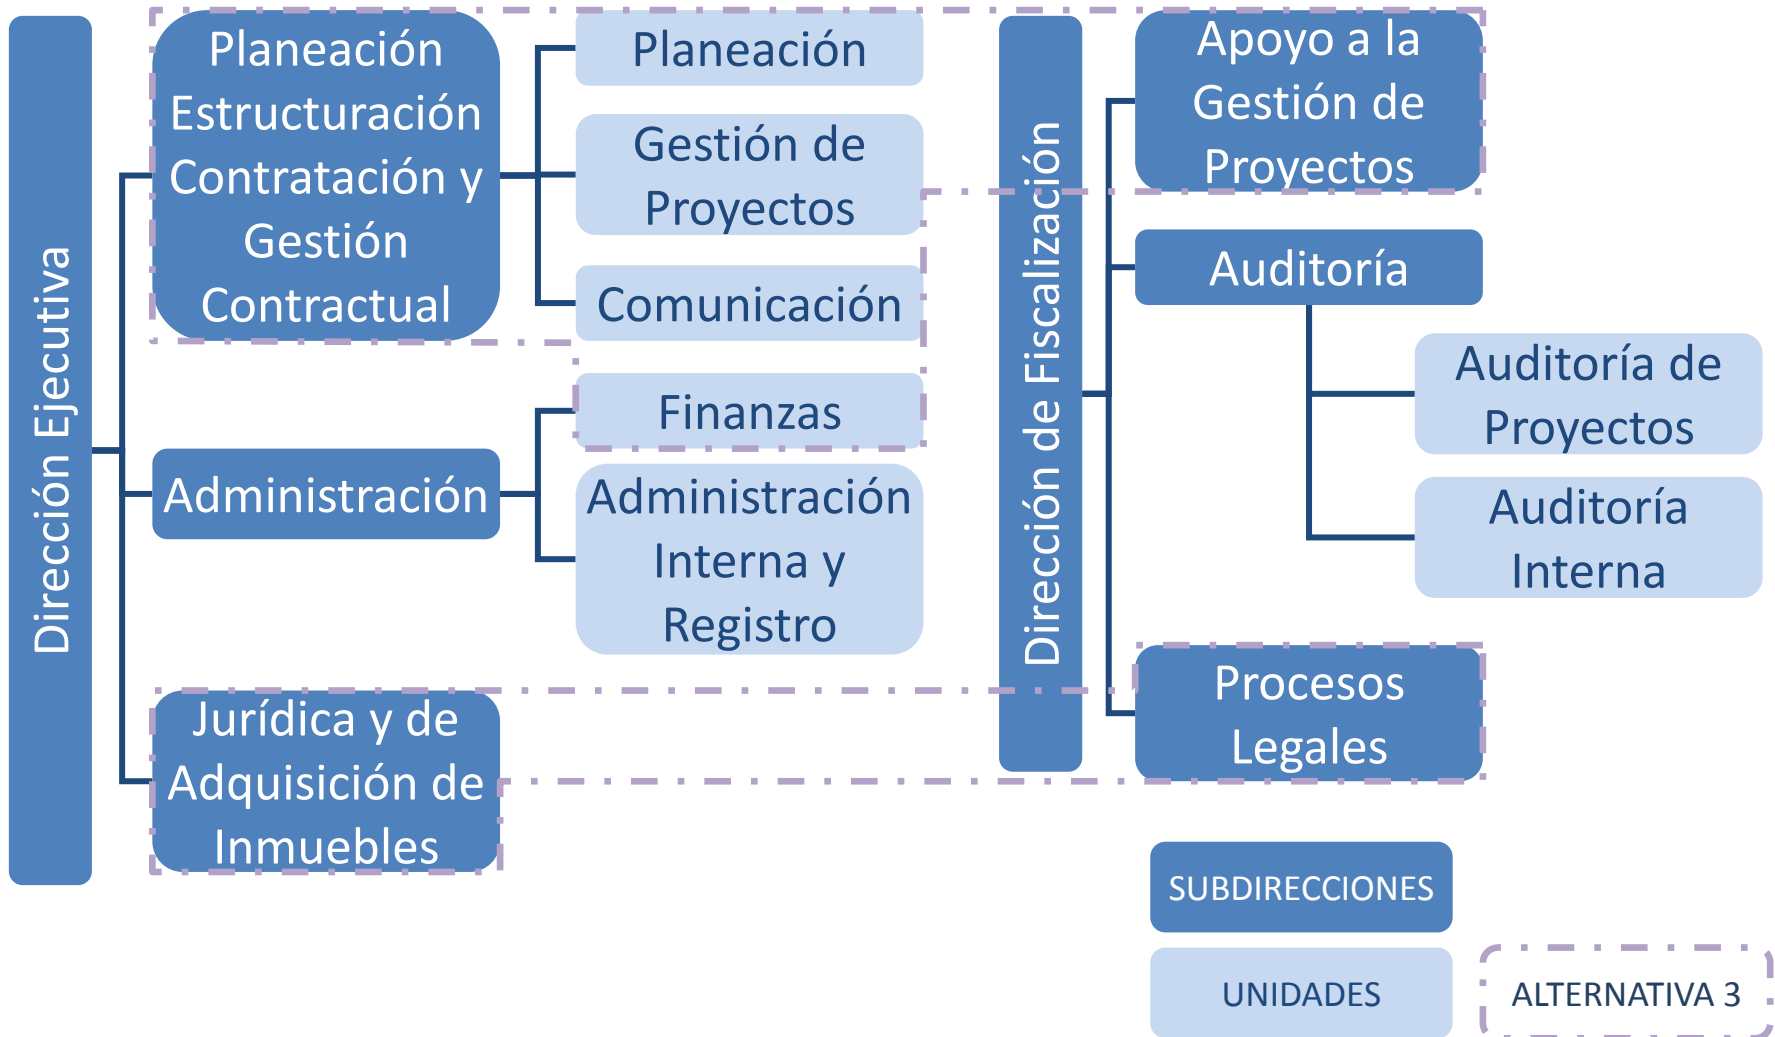 Dirección Ejecutiva
Planeación
Estructuración
Contratación y
Gestión
Contractual
Planeación
Gestión de
Proyectos
Comunicación
Administración
Finanzas
Administración
Interna y
Registro
Jurídica y de
Adquisición de
Inmuebles
Dirección de Fiscalización
Apoyo a la
Gestión de
Proyectos
Auditoría
Auditoría de
Proyectos
Auditoría
Interna
Procesos
Legales
SUBDIRECCIONES
UNIDADES
ALTERNATIVA 3